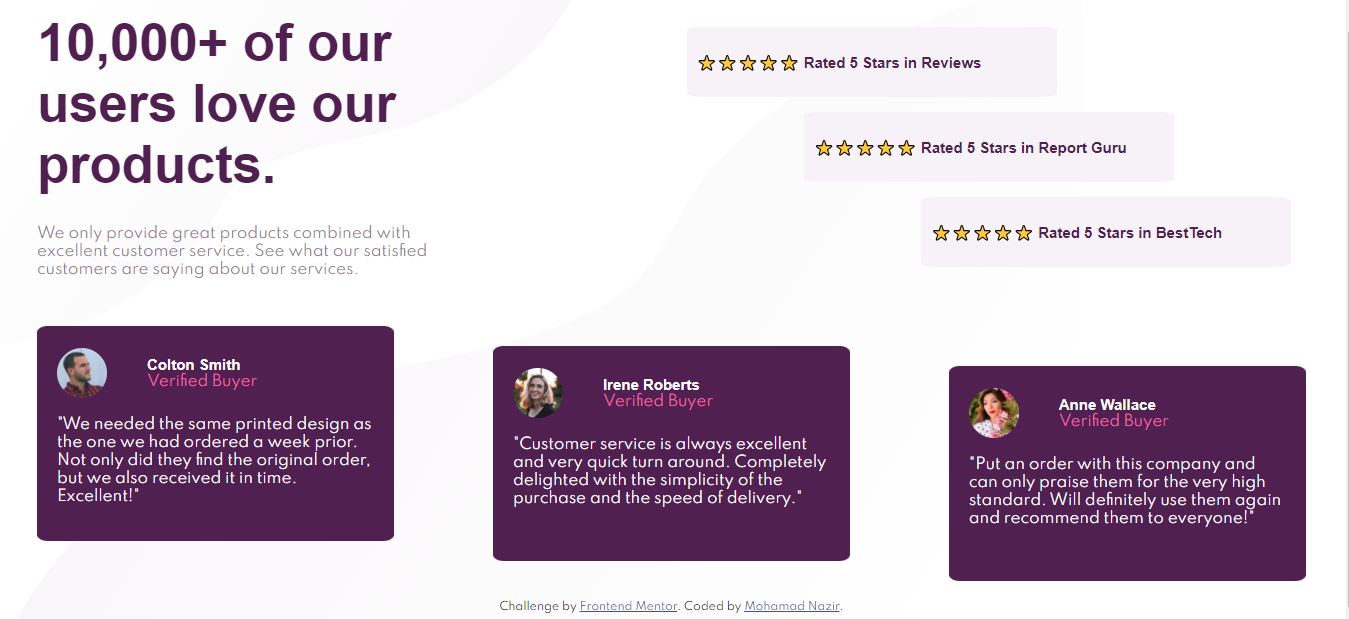 10,000+ of our
users love our
products.
We only provide great products combined with
excellent customer service. See what our satisfied
customers are saying about our services.
Rated 5 Stars in Reviews
Rated 5 Stars in Report Guru
Rated 5 Stars in BestTech
Colton Smith
Verified Buyer
"We needed the same printed design as
the one we had ordered a week prior.
Not only did they find the original order,
but we also received it in time.
Excellent!"
Irene Roberts
Verified Buyer
"Customer service is always excellent
and very quick turn around. Completely
delighted with the simplicity of the
purchase and the speed of delivery."
Anne Wallace
Verified Buyer
"Put an order with this company and
can only praise them for the very high
standard. Will definitely use them again
and recommend them to everyone!"
Challenge by Frontend Mentor. Coded by Mohamad Nazir.